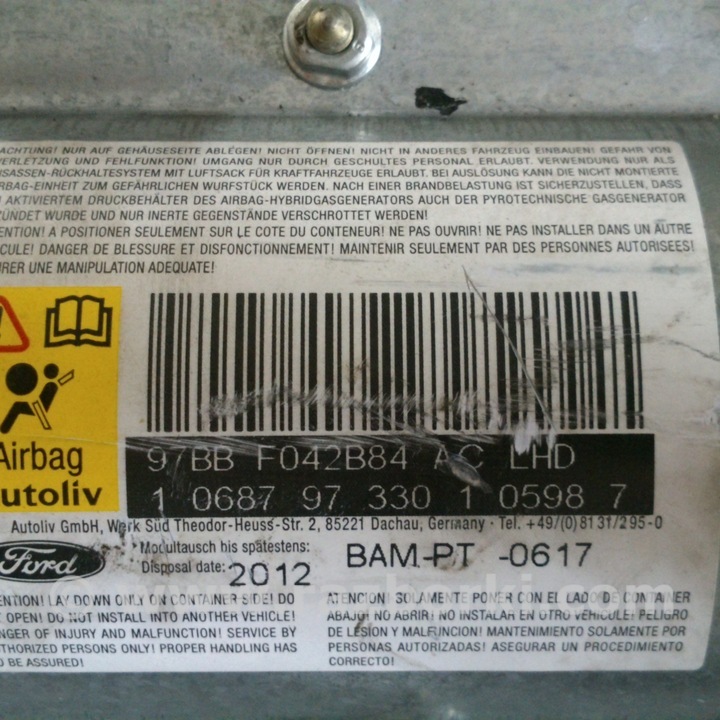 ACHTUNG! NUR AUF GEHÄUSESEITE ABLEGEN! NICHT ÖFFNEN! NICHT IN ANDERES FAHRZEUG EINBAUEN! GEFAHR VON
VERLETZUNG UND FEHLFUNKTION! UMGANG NUR DURCH GESCHULTES PERSONAL ERLAUBT. VERWENDUNG NUR ALS
INSASSEN-RÜCKHALTESYSTEM MIT LUFTSACK FÜR KRAFTFAHRZEUGE ERLAUBT. BEI AUSLÖSUNG KANN DIE NICHT MONTIERTE
AIRBAG-EINHEIT ZUM GEFÄHRLICHEN WURFSTÜCK WERDEN. NACH EINER BRANDBELASTUNG IST SICHERZUSTELLEN, DASS
AKTIVIERTEM DRUCKBEHÄLTER DES AIRBAG-HYBRIDGASGENERATORS AUCH DER PYROTECHNISCHE GASGENERATOR
ZÜNDET WURDE UND NUR INERTE GEGENSTÄNDE VERSCHROTTET WERDEN!
ENTION! A POSITIONER SEULEMENT SUR LE COTE DU CONTENEUR! NE PAS OUVRIR! NE PAS INSTALLER DANS UN AUTRE
ICULE! DANGER DE BLESSURE ET DISFONCTIONNEMENT! MAINTENIR SEULEMENT PAR DES PERSONNES AUTORISEES!
URER UNE MANIPULATION ADEQUATE!
Airbag
autoliv
97BB F042B84 AC LHD
1 0687 97 330 1 0598 7
Autoliv GmbH, Werk Süd Theodor-Heuss-Str. 2, 85221 Dachau, Germany · Tel. +49/(0)8131/295-0
Ford
Modultausch bis spätestens:
Disposal date: 2012
BAM-PT -0617
ENTION! LAY DOWN ONLY ON CONTAINER SIDE! DO
OPEN! DO NOT INSTALL INTO ANOTHER VEHICLE!
NGER OF INJURY AND MALFUNCTION! SERVICE BY
THORIZED PERSONS ONLY! PROPER HANDLING HAS
O BE ASSURED!
ATENCION! SOLAMENTE PONER CON EL LADO DE CONTAINER
ABAJO! NO ABRIR! NO INSTALAR EN OTRO VEHICULE! PELIGRO
DE LESIÓN Y MALFUNCION! MANTENIMIENTO SOLAMENTE POR
PERSONAS AUTORIZADAS! ASEGURAR UN PROCEDIMIENTO
CORRECTO!